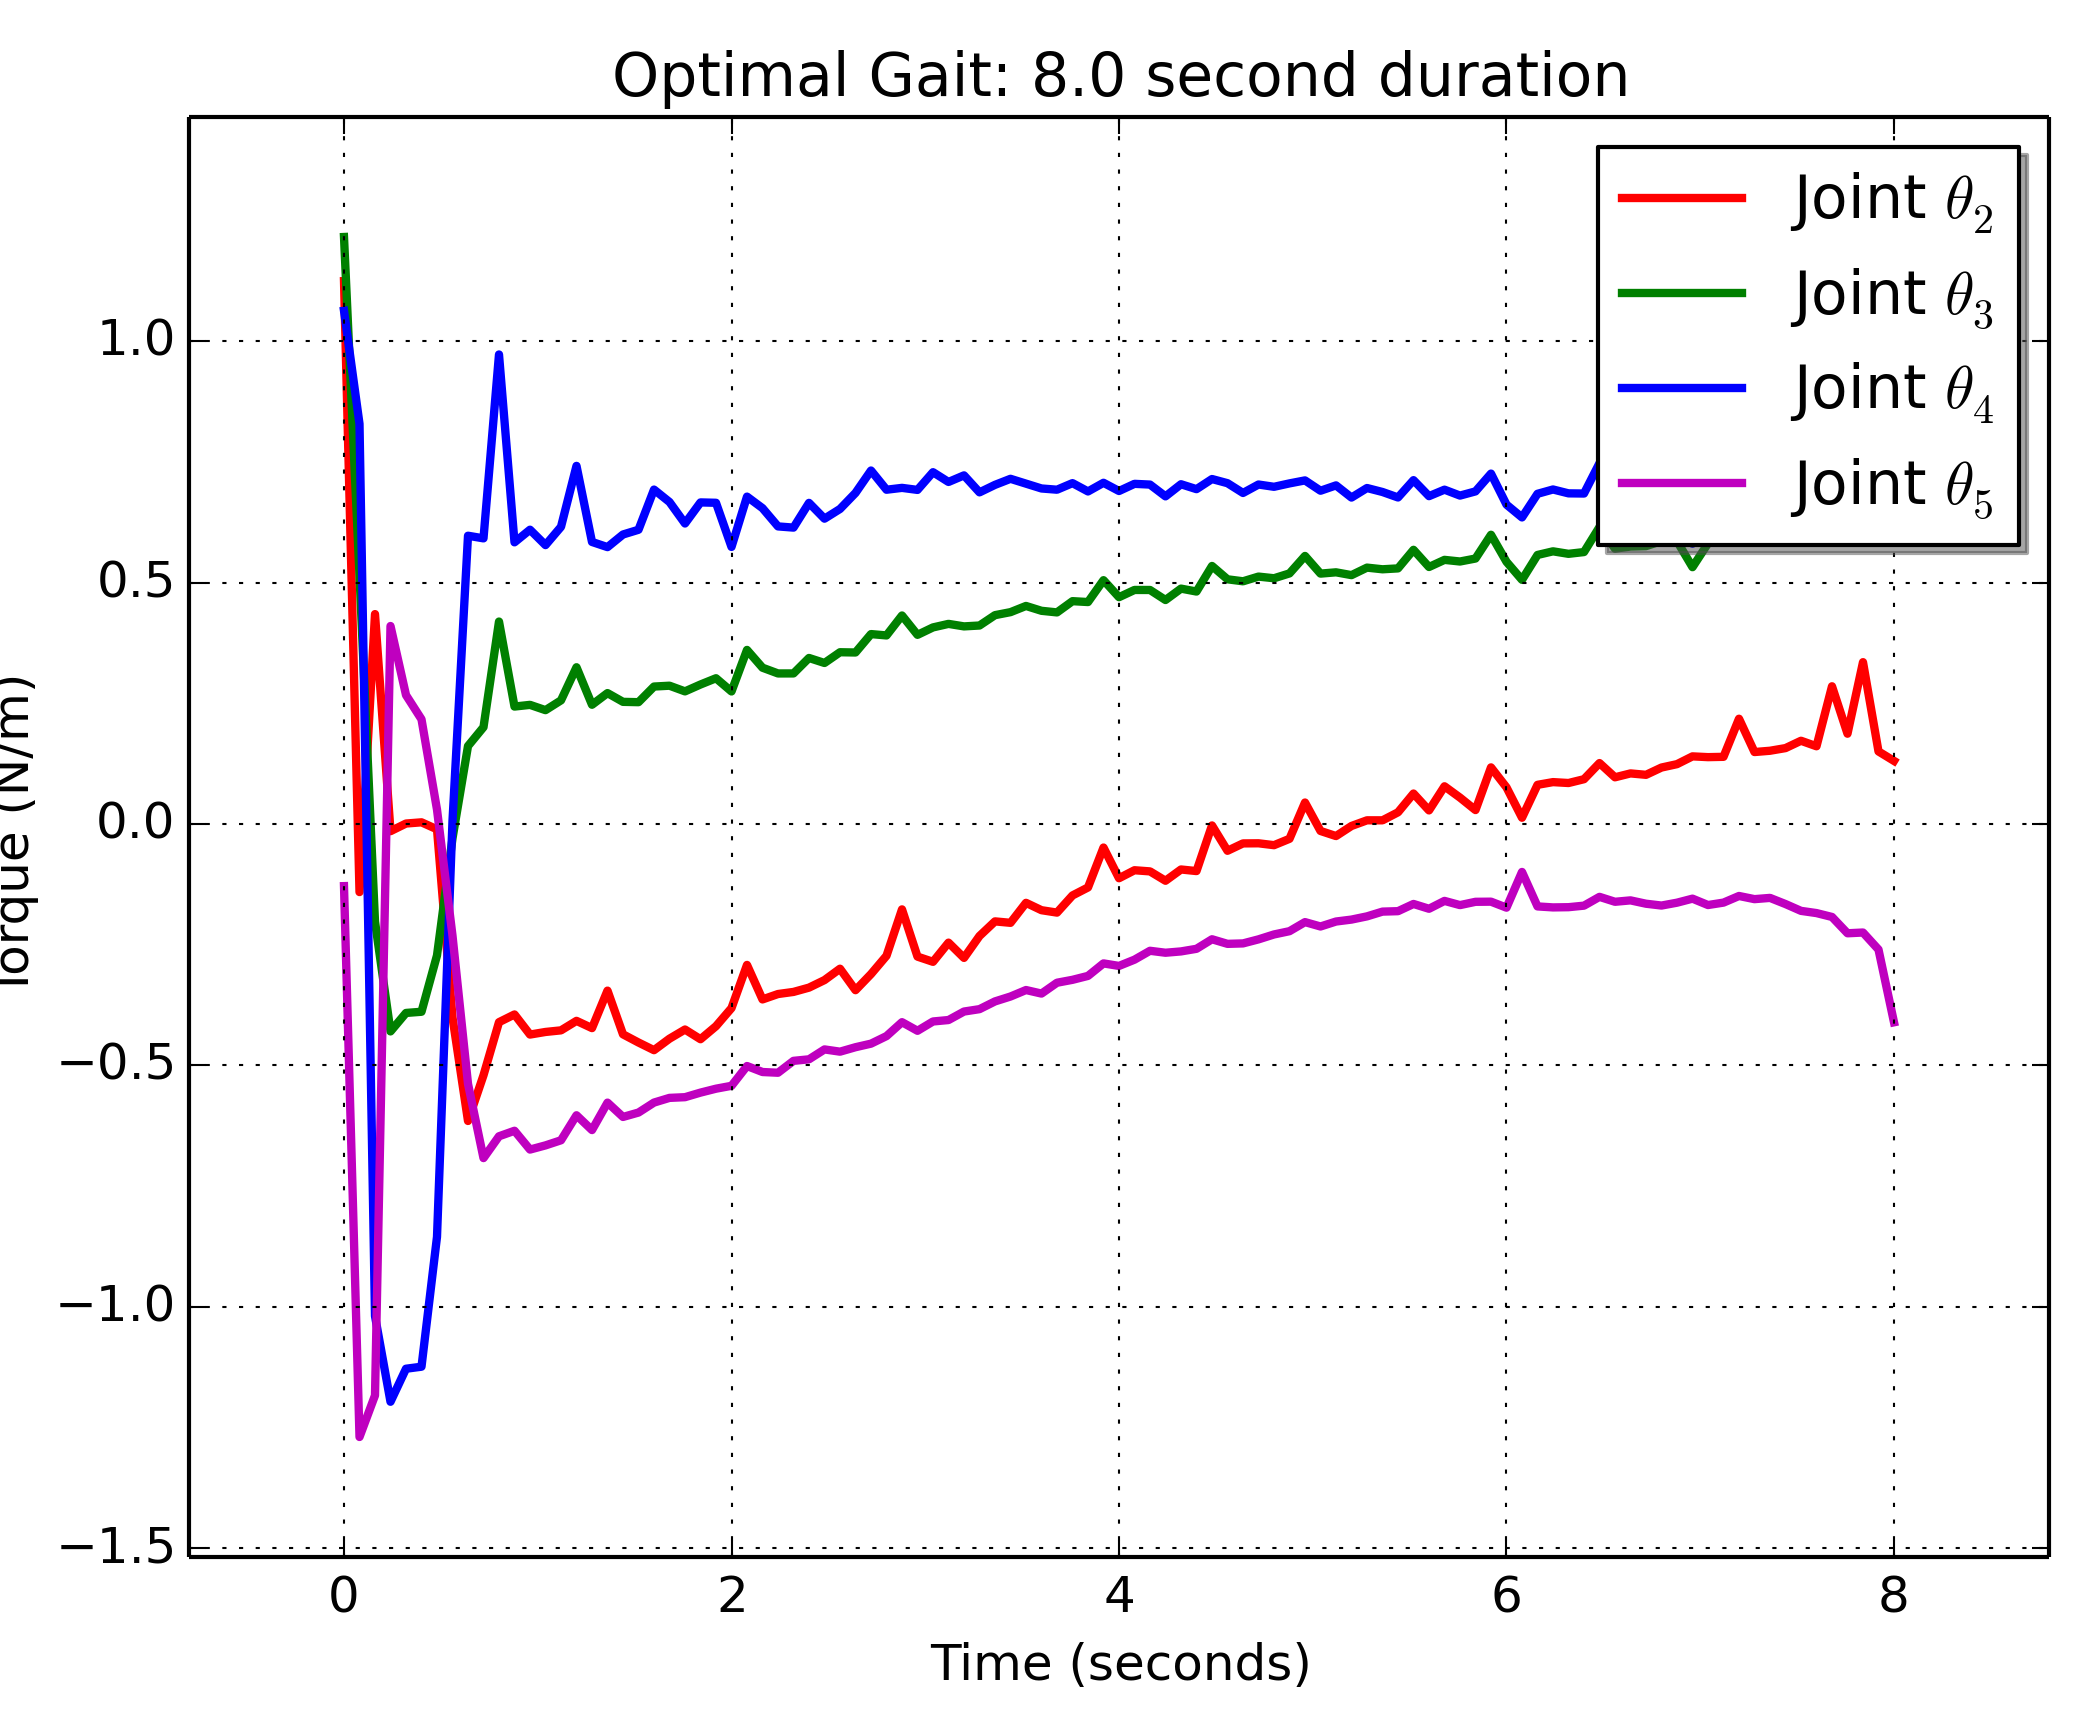 Optimal Gait: 8.0 second duration
Joint θ₂
Joint θ₃
Joint θ₄
Joint θ₅
1.0
0.5
0.0
−0.5
−1.0
−1.5
Torque (N/m)
0 2 4 6 8
Time (seconds)